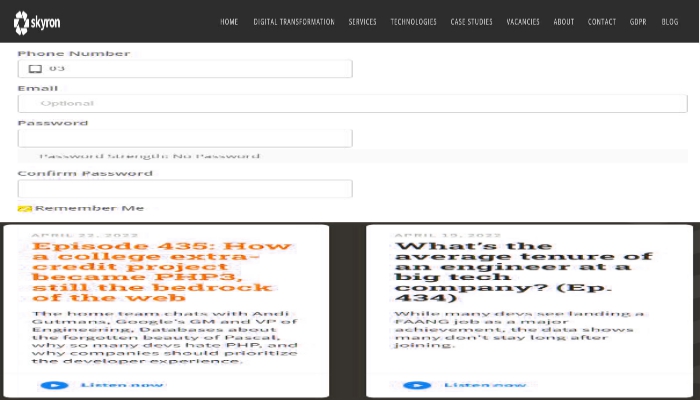 skyron
HOME DIGITAL TRANSFORMATION SERVICES TECHNOLOGIES CASE STUDIES VACANCIES ABOUT CONTACT GDPR BLOG
Phone Number
03
Email
Optional
Password
Password Strength: No Password
Confirm Password
Remember Me
APRIL 22, 2022
Episode 435: How
a college extra-
credit project
became PHP3,
still the bedrock
of the web
The home team chats with Andi
Gutmans, Google's GM and VP of
Engineering, Databases about
the forgotten beauty of Pascal,
why so many devs hate PHP, and
why companies should prioritize
the developer experience.
Listen now
APRIL 19, 2022
What's the
average tenure of
an engineer at a
big tech
company? (Ep.
434)
While many devs see landing a
FAANG job as a major
achievement, the data shows
many don't stay long after
joining.
Listen now